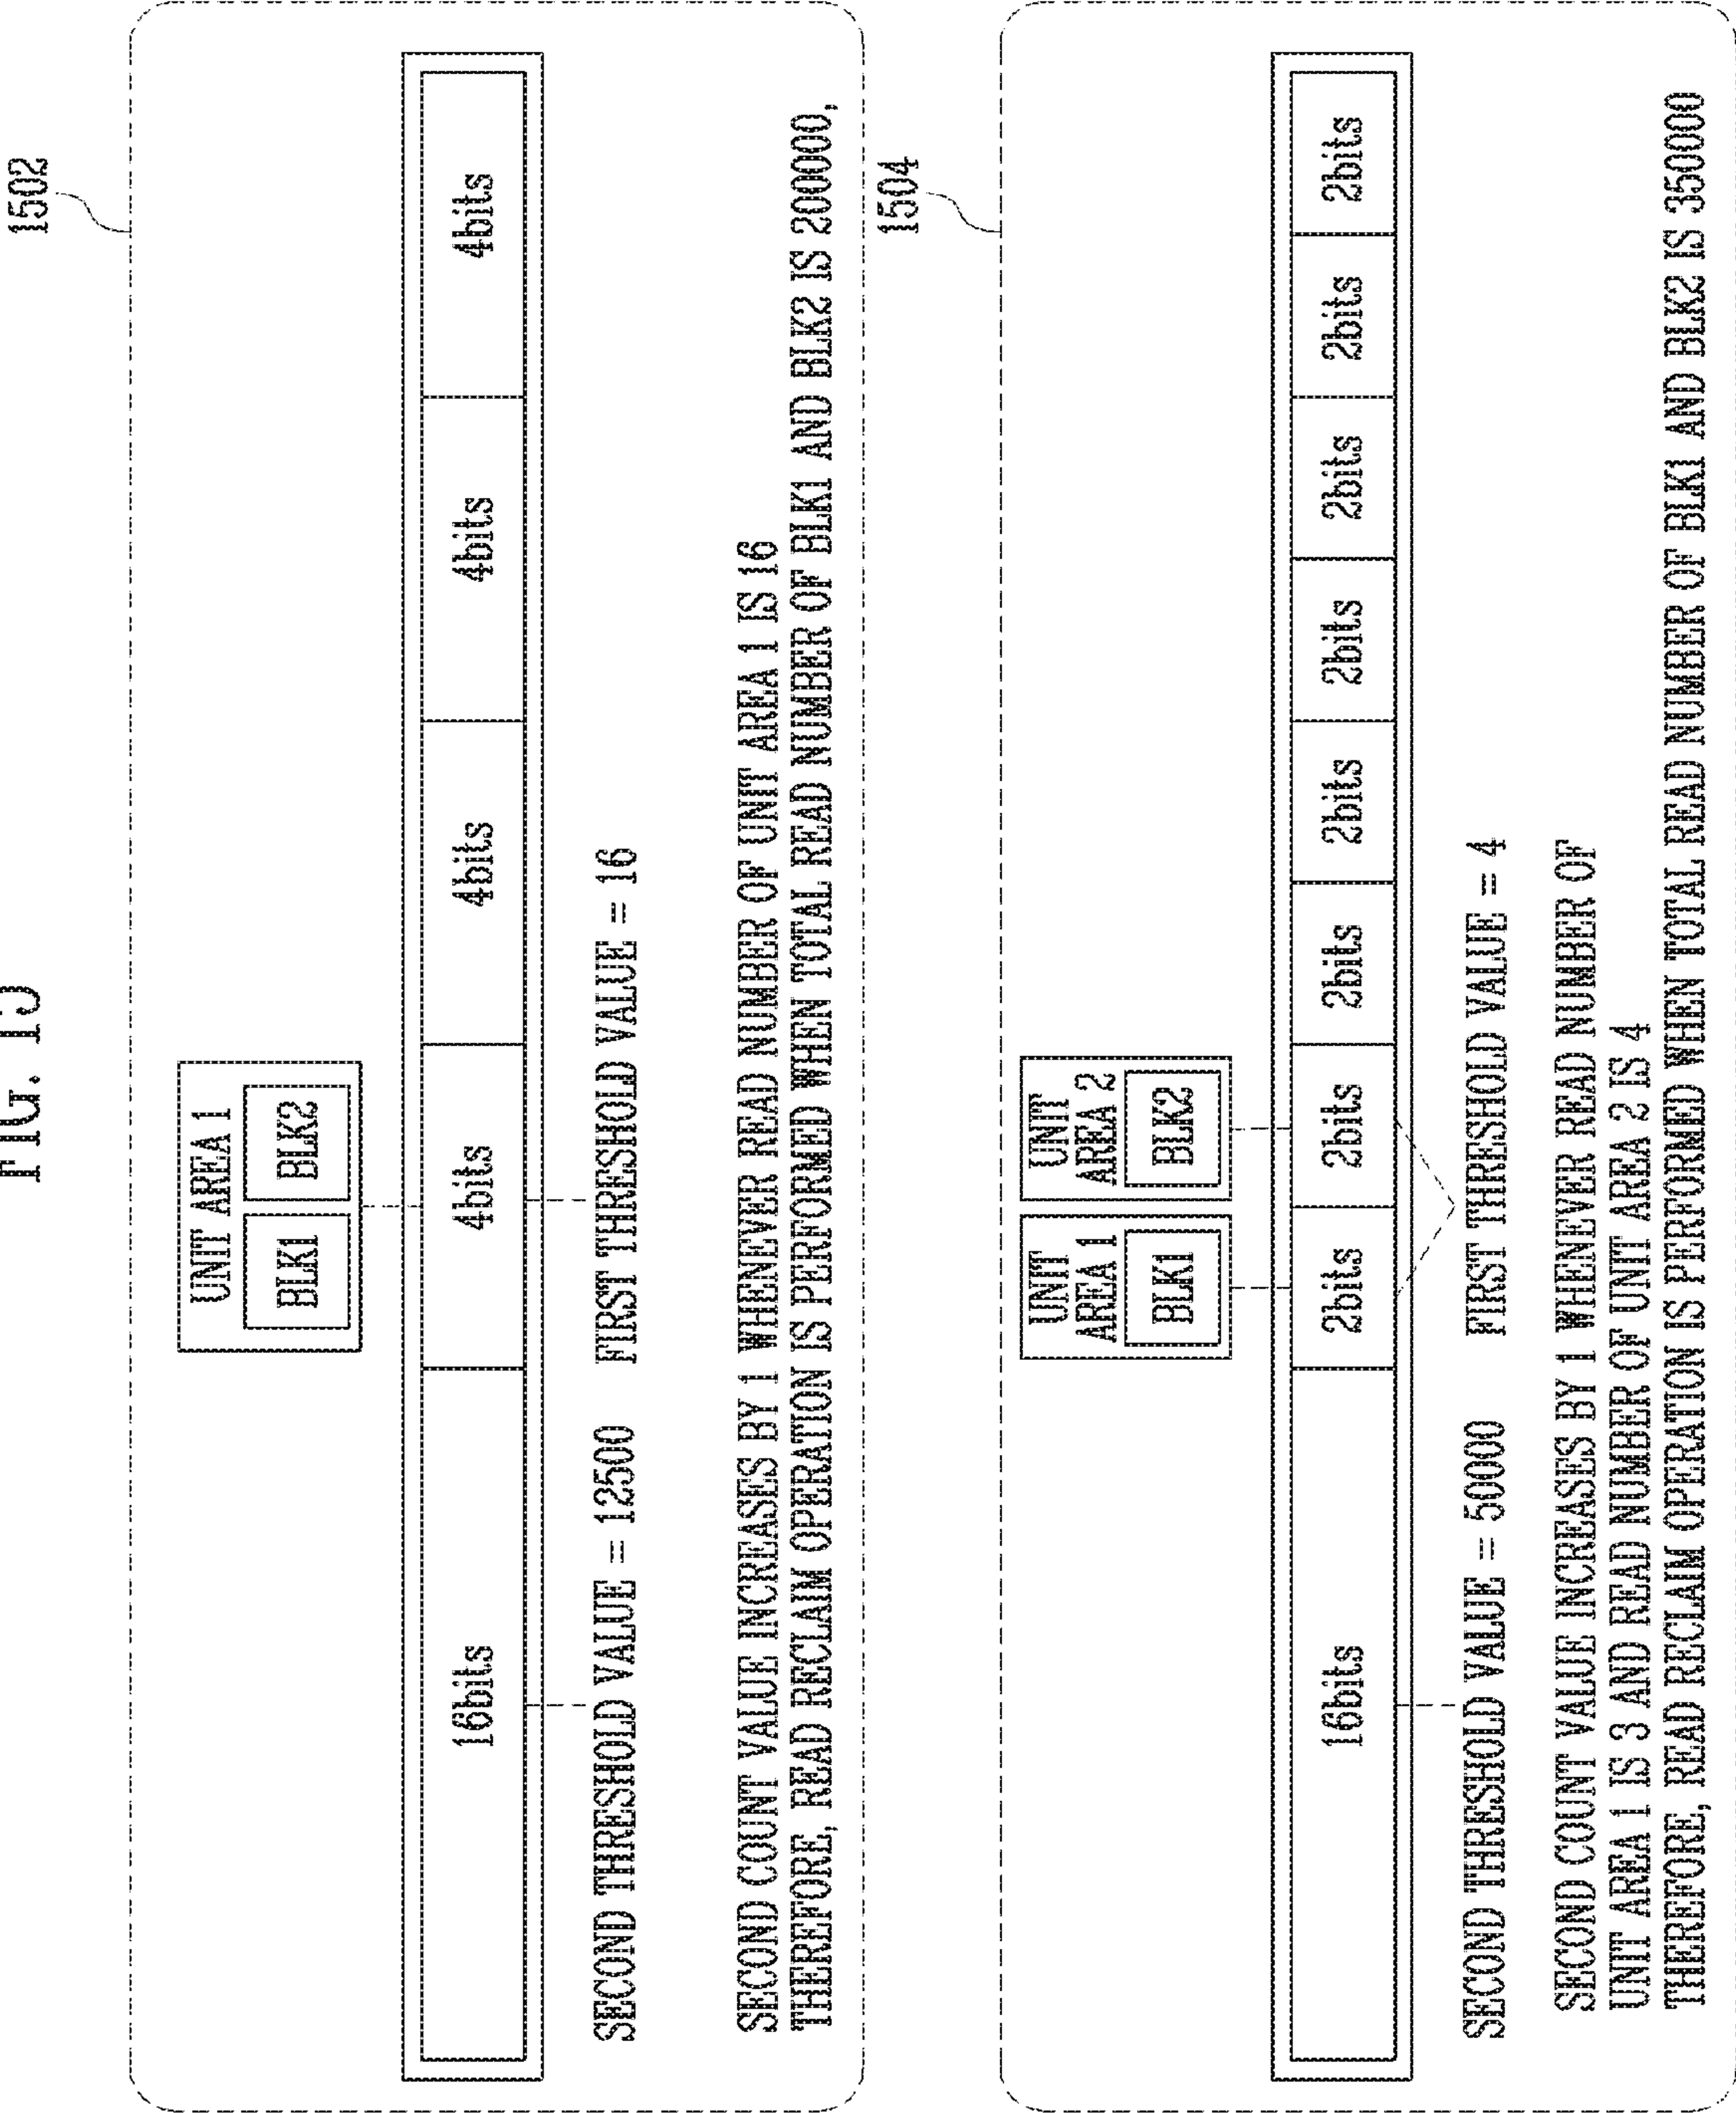 FIG. 15
1502
UNIT AREA 1
BLK1 BLK2
16bits 4bits 4bits 4bits 4bits
SECOND THRESHOLD VALUE = 12500 FIRST THRESHOLD VALUE = 16
SECOND COUNT VALUE INCREASES BY 1 WHENEVER READ NUMBER OF UNIT AREA 1 IS 16
THEREFORE, READ RECLAIM OPERATION IS PERFORMED WHEN TOTAL READ NUMBER OF BLK1 AND BLK2 IS 200000,
1504
UNIT AREA 1
BLK1
UNIT AREA 2
BLK2
16bits 2bits 2bits 2bits 2bits 2bits 2bits 2bits 2bits
SECOND THRESHOLD VALUE = 50000 FIRST THRESHOLD VALUE = 4
SECOND COUNT VALUE INCREASES BY 1 WHENEVER READ NUMBER OF
UNIT AREA 1 IS 3 AND READ NUMBER OF UNIT AREA 2 IS 4
THEREFORE, READ RECLAIM OPERATION IS PERFORMED WHEN TOTAL READ NUMBER OF BLK1 AND BLK2 IS 350000